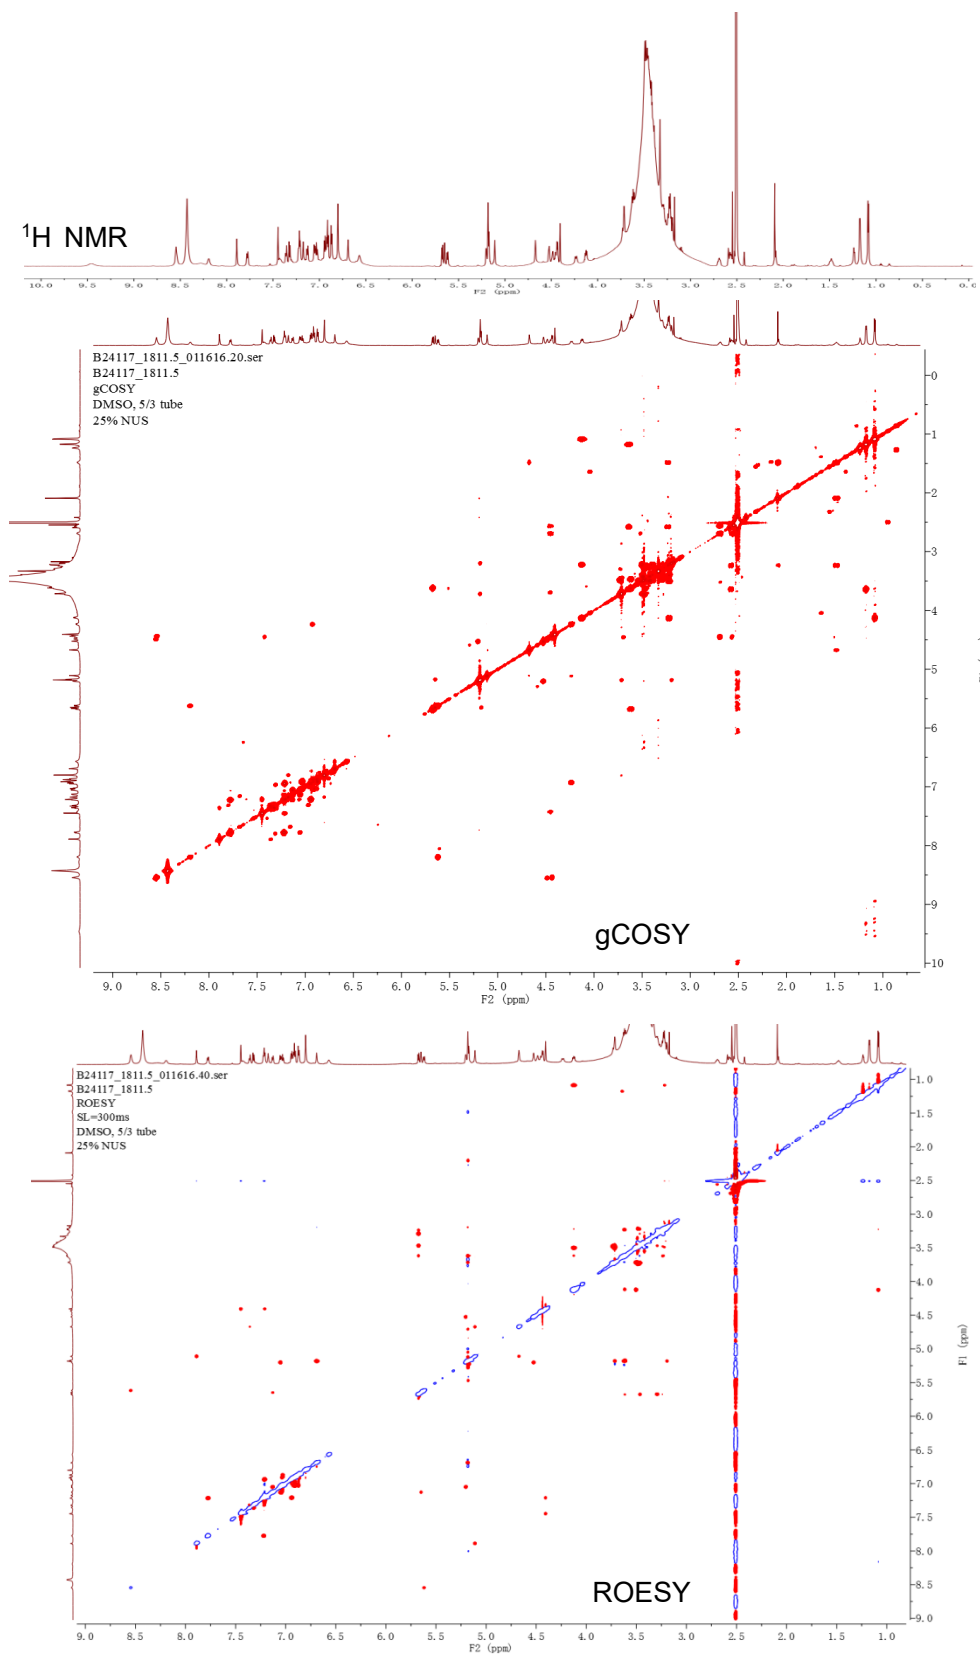 ¹H NMR
10.0 9.5 9.0 8.5 8.0 7.5 7.0 6.5 6.0 5.5 5.0 4.5 4.0 3.5 3.0 2.5 2.0 1.5 1.0 0.5 0.0
F2 (ppm)
B24117_1811.5_011616.20.ser
B24117_1811.5
gCOSY
DMSO, 5/3 tube
25% NUS
0
1
2
3
4
5
6
7
8
9
10
gCOSY
9.0 8.5 8.0 7.5 7.0 6.5 6.0 5.5 5.0 4.5 4.0 3.5 3.0 2.5 2.0 1.5 1.0
F2 (ppm)
B24117_1811.5_011616.40.ser
B24117_1811.5
ROESY
SL=300ms
DMSO, 5/3 tube
25% NUS
1.0
1.5
2.0
2.5
3.0
3.5
4.0
4.5
5.0
5.5
6.0
6.5
7.0
7.5
8.0
8.5
9.0
F1 (ppm)
ROESY
9.0 8.5 8.0 7.5 7.0 6.5 6.0 5.5 5.0 4.5 4.0 3.5 3.0 2.5 2.0 1.5 1.0
F2 (ppm)